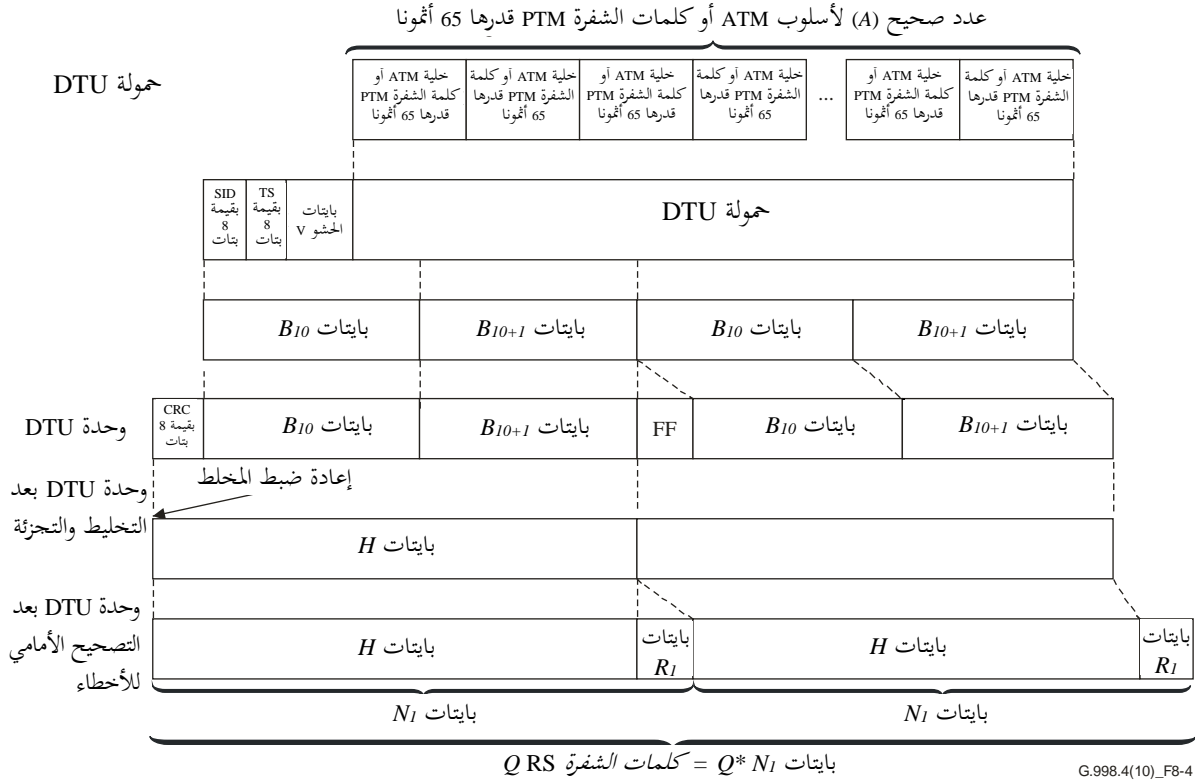 عدد صحيح (A) لأسلوب ATM أو كلمات الشفرة PTM قدرها 65 أثمونا
حمولة DTU
خلية ATM أو
كلمة الشفرة PTM
قدرها 65 أثمونا
خلية ATM أو كلمة
الشفرة PTM قدرها
65 أثمونا
خلية ATM أو
كلمة الشفرة PTM
قدرها 65 أثمونا
خلية ATM أو كلمة
الشفرة PTM قدرها
65 أثمونا
...
خلية ATM أو
كلمة الشفرة PTM
قدرها 65 أثمونا
خلية ATM أو كلمة
الشفرة PTM قدرها
65 أثمونا
SID
بقيمة
8
بتات
TS
بقيمة
8
بتات
بايتات
الحشو V
حمولة DTU
بايتات B10
بايتات B10+1
بايتات B10
بايتات B10+1
وحدة DTU
CRC
بقيمة 8
بتات
بايتات B10
بايتات B10+1
FF
بايتات B10
بايتات B10+1
إعادة ضبط المخلط
وحدة DTU بعد
التخليط والتجزئة
بايتات H
وحدة DTU بعد
التصحيح الأمامي
للأخطاء
بايتات H
بايتات
R1
بايتات H
بايتات
R1
بايتات N1
بايتات N1
بايتات Q* N1 = كلمات الشفرة Q RS
G.998.4(10)_F8-4